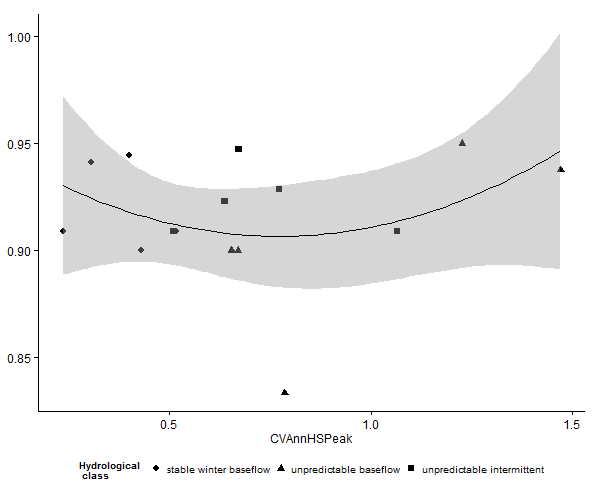 1.00
0.95
0.90
0.85
0.5 1.0 1.5
CVAnnHSPeak
Hydrological
class
stable winter baseflow unpredictable baseflow unpredictable intermittent